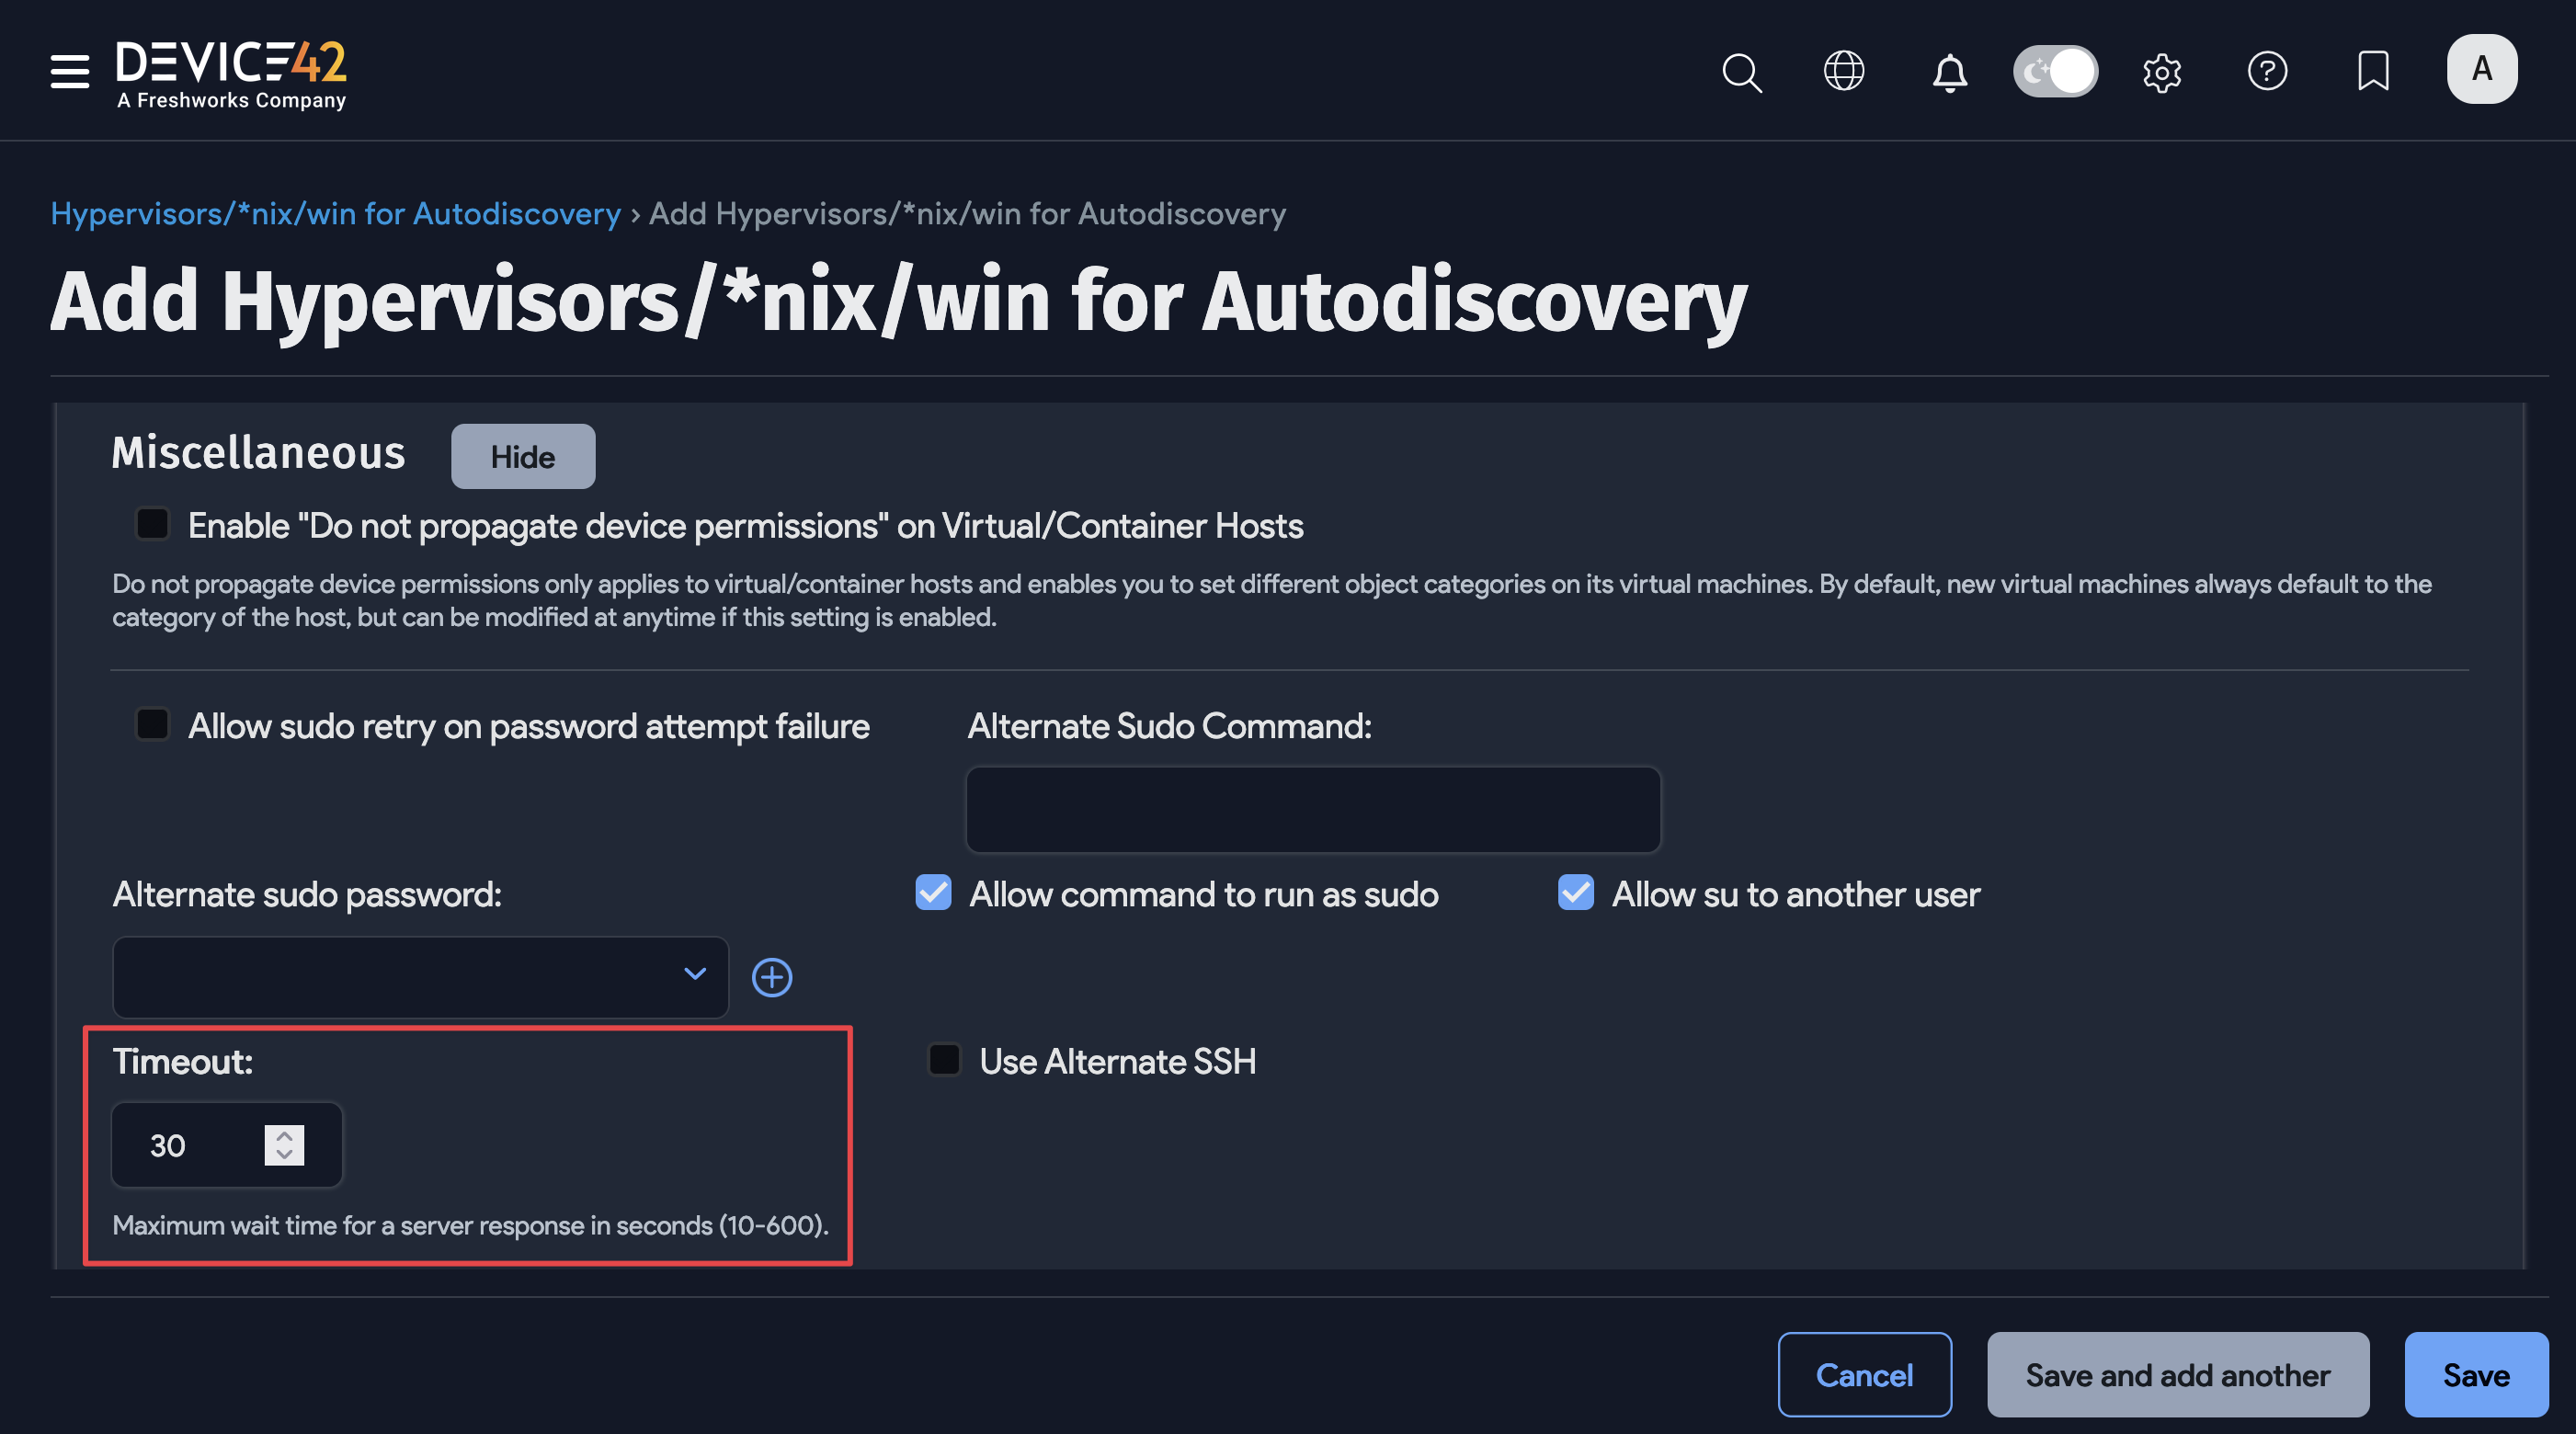 DEVICE42
A Freshworks Company
A
Hypervisors/*nix/win for Autodiscovery › Add Hypervisors/*nix/win for Autodiscovery
Add Hypervisors/*nix/win for Autodiscovery
Miscellaneous Hide
Enable "Do not propagate device permissions" on Virtual/Container Hosts
Do not propagate device permissions only applies to virtual/container hosts and enables you to set different object categories on its virtual machines. By default, new virtual machines always default to the
category of the host, but can be modified at anytime if this setting is enabled.
Allow sudo retry on password attempt failure
Alternate Sudo Command:
Alternate sudo password:
Allow command to run as sudo
Allow su to another user
Timeout:
Use Alternate SSH
30
Maximum wait time for a server response in seconds (10-600).
Cancel
Save and add another
Save